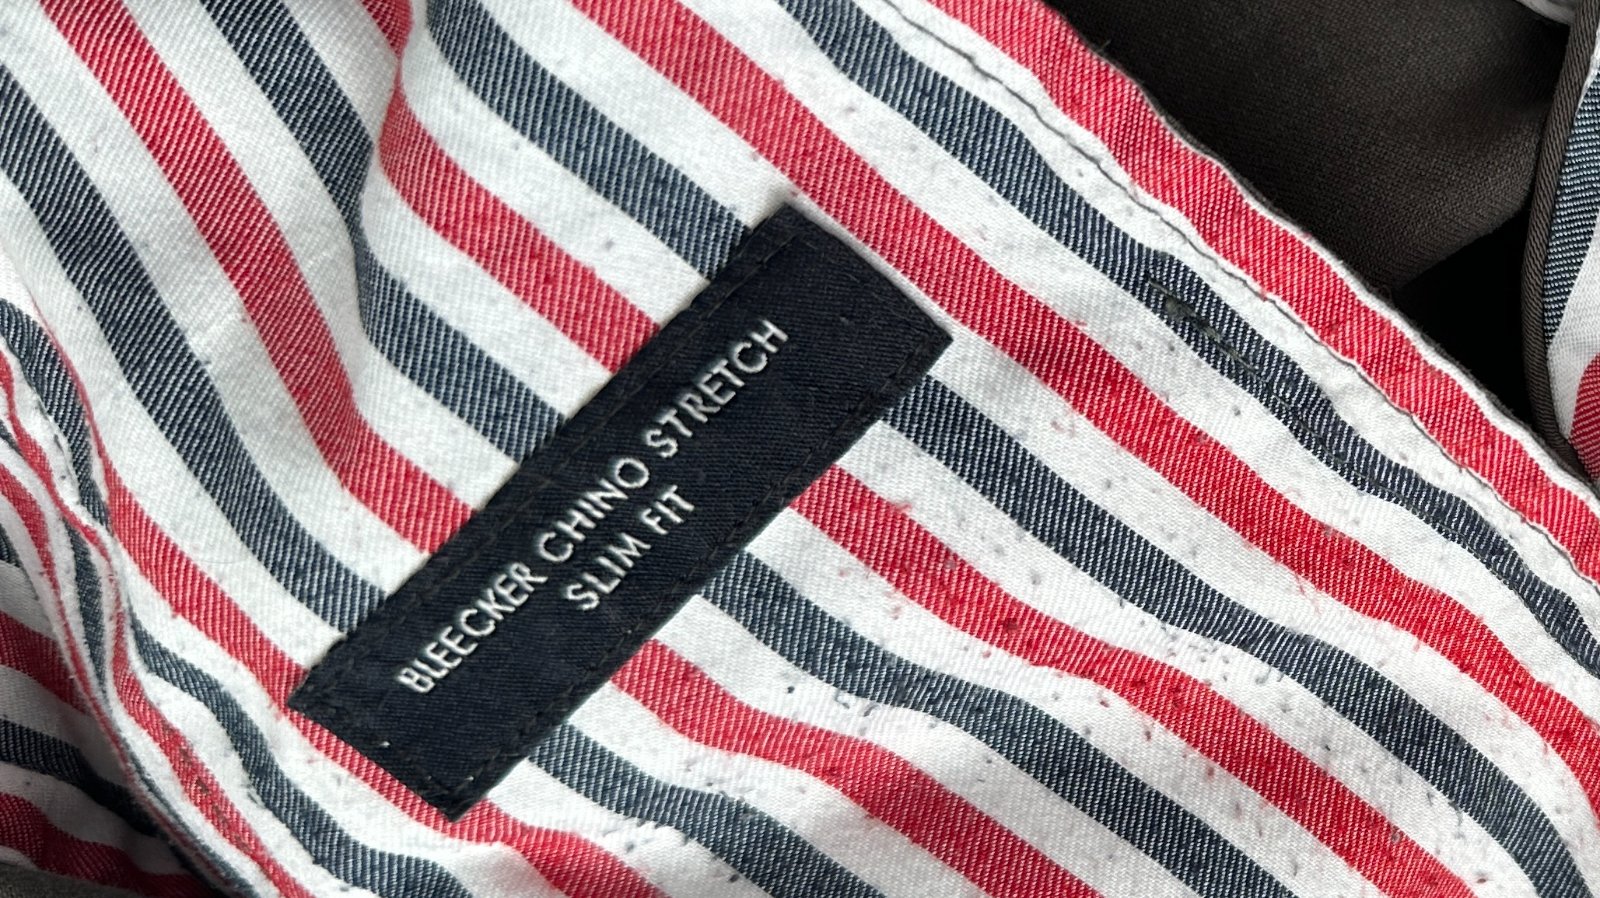 BLEECKER CHINO STRETCH
SLIM FIT